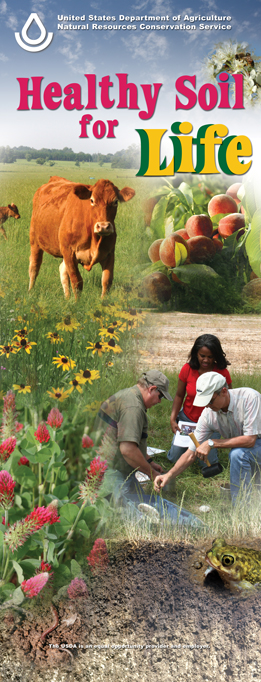 United States Department of Agriculture
Natural Resources Conservation Service
Healthy Soil
for Life
The USDA is an equal opportunity provider and employer.